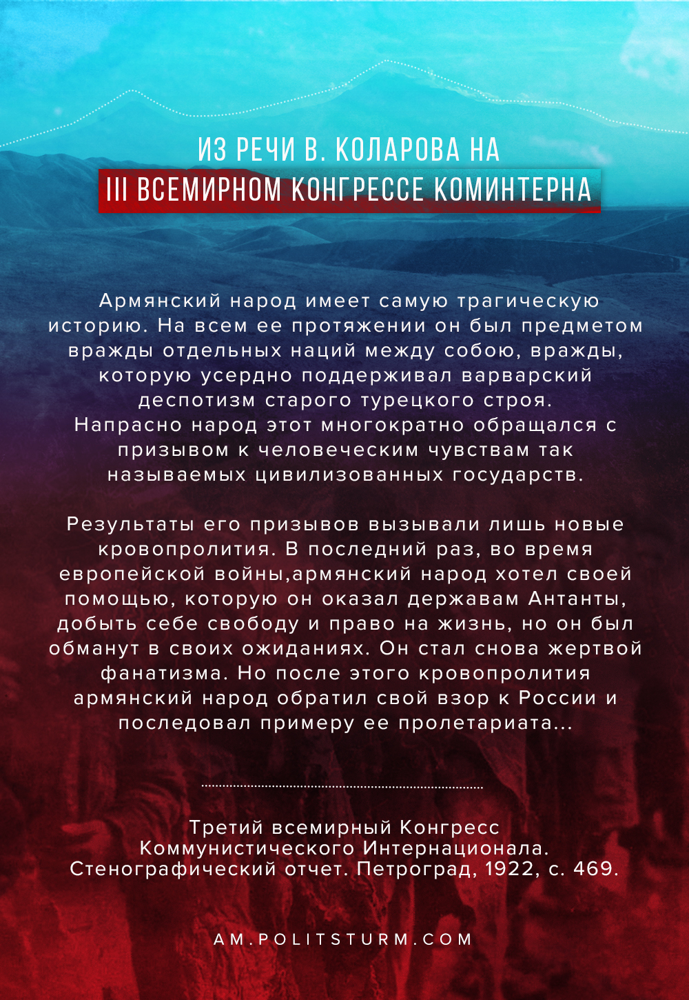 ИЗ РЕЧИ В. КОЛАРОВА НА
III ВСЕМИРНОМ КОНГРЕССЕ КОМИНТЕРНА
Армянский народ имеет самую трагическую
историю. На всем ее протяжении он был предметом
вражды отдельных наций между собою, вражды,
которую усердно поддерживал варварский
деспотизм старого турецкого строя.
Напрасно народ этот многократно обращался с
призывом к человеческим чувствам так
называемых цивилизованных государств.
Результаты его призывов вызывали лишь новые
кровопролития. В последний раз, во время
европейской войны,армянский народ хотел своей
помощью, которую он оказал державам Антанты,
добыть себе свободу и право на жизнь, но он был
обманут в своих ожиданиях. Он стал снова жертвой
фанатизма. Но после этого кровопролития
армянский народ обратил свой взор к России и
последовал примеру ее пролетариата...
Третий всемирный Конгресс
Коммунистического Интернационала.
Стенографический отчет. Петроград, 1922, с. 469.
AM.POLITSTURM.COM